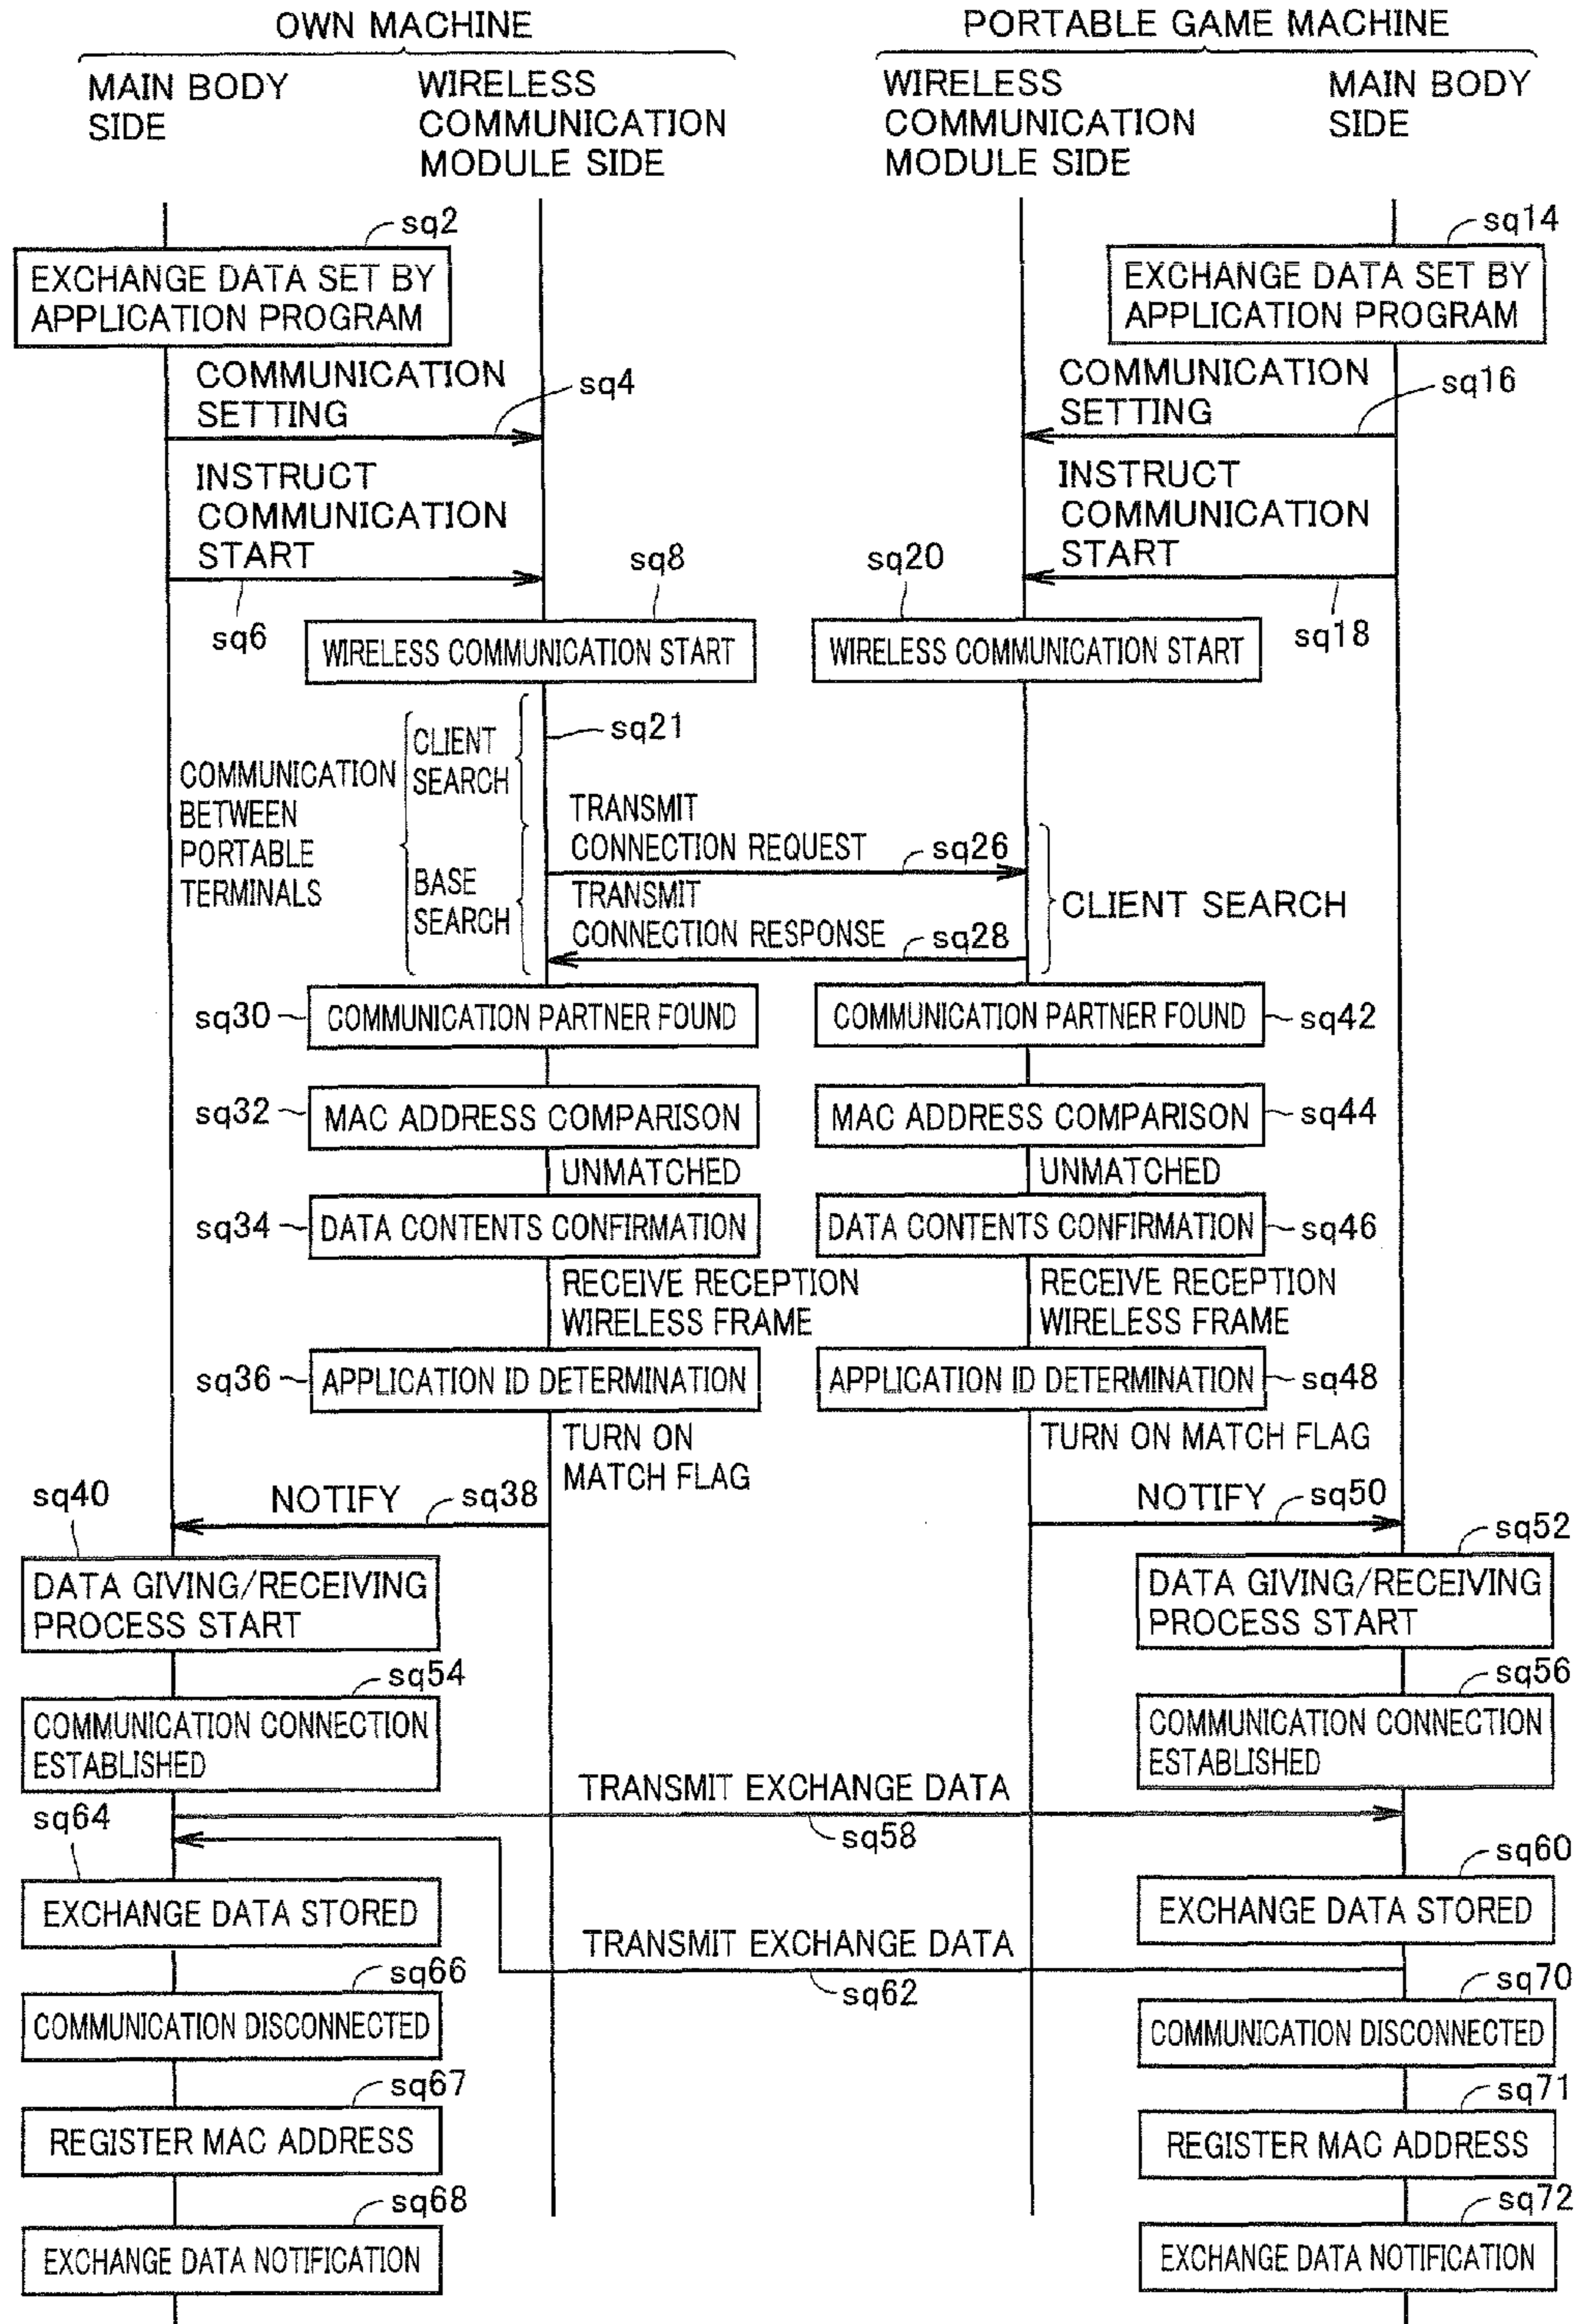 OWN MACHINE
PORTABLE GAME MACHINE
MAIN BODY
SIDE
WIRELESS
COMMUNICATION
MODULE SIDE
WIRELESS
COMMUNICATION
MODULE SIDE
MAIN BODY
SIDE
sq2
EXCHANGE DATA SET BY
APPLICATION PROGRAM
sq14
EXCHANGE DATA SET BY
APPLICATION PROGRAM
COMMUNICATION
SETTING
sq4
COMMUNICATION
SETTING
sq16
INSTRUCT
COMMUNICATION
START
sq6
INSTRUCT
COMMUNICATION
START
sq18
sq8
WIRELESS COMMUNICATION START
sq20
WIRELESS COMMUNICATION START
COMMUNICATION
BETWEEN
PORTABLE
TERMINALS
CLIENT
SEARCH
BASE
SEARCH
sq21
TRANSMIT
CONNECTION REQUEST
sq26
TRANSMIT
CONNECTION RESPONSE
sq28
CLIENT SEARCH
sq30
COMMUNICATION PARTNER FOUND
COMMUNICATION PARTNER FOUND
sq42
sq32
MAC ADDRESS COMPARISON
MAC ADDRESS COMPARISON
sq44
UNMATCHED
UNMATCHED
sq34
DATA CONTENTS CONFIRMATION
DATA CONTENTS CONFIRMATION
sq46
RECEIVE RECEPTION
WIRELESS FRAME
RECEIVE RECEPTION
WIRELESS FRAME
sq36
APPLICATION ID DETERMINATION
APPLICATION ID DETERMINATION
sq48
TURN ON
MATCH FLAG
TURN ON MATCH FLAG
sq40
NOTIFY
sq38
NOTIFY
sq50
sq52
DATA GIVING/RECEIVING
PROCESS START
DATA GIVING/RECEIVING
PROCESS START
sq54
COMMUNICATION CONNECTION
ESTABLISHED
sq56
COMMUNICATION CONNECTION
ESTABLISHED
TRANSMIT EXCHANGE DATA
sq58
sq64
EXCHANGE DATA STORED
sq60
EXCHANGE DATA STORED
TRANSMIT EXCHANGE DATA
sq62
sq66
COMMUNICATION DISCONNECTED
sq70
COMMUNICATION DISCONNECTED
sq67
REGISTER MAC ADDRESS
sq71
REGISTER MAC ADDRESS
sq68
EXCHANGE DATA NOTIFICATION
sq72
EXCHANGE DATA NOTIFICATION